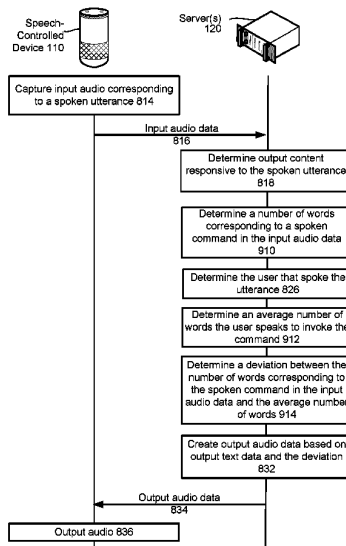 Speech-
Controlled
Device 110
Server(s)
120
Capture input audio corresponding
to a spoken utterance 814
Input audio data
816
Determine output content
responsive to the spoken utterance
818
Determine a number of words
corresponding to a spoken
command in the input audio data
910
Determine the user that spoke the
utterance 826
Determine an average number of
words the user speaks to invoke the
command 912
Determine a deviation between the
number of words corresponding to
the spoken command in the input
audio data and the average number
of words 914
Create output audio data based on
output text data and the deviation
832
Output audio data
834
Output audio 836